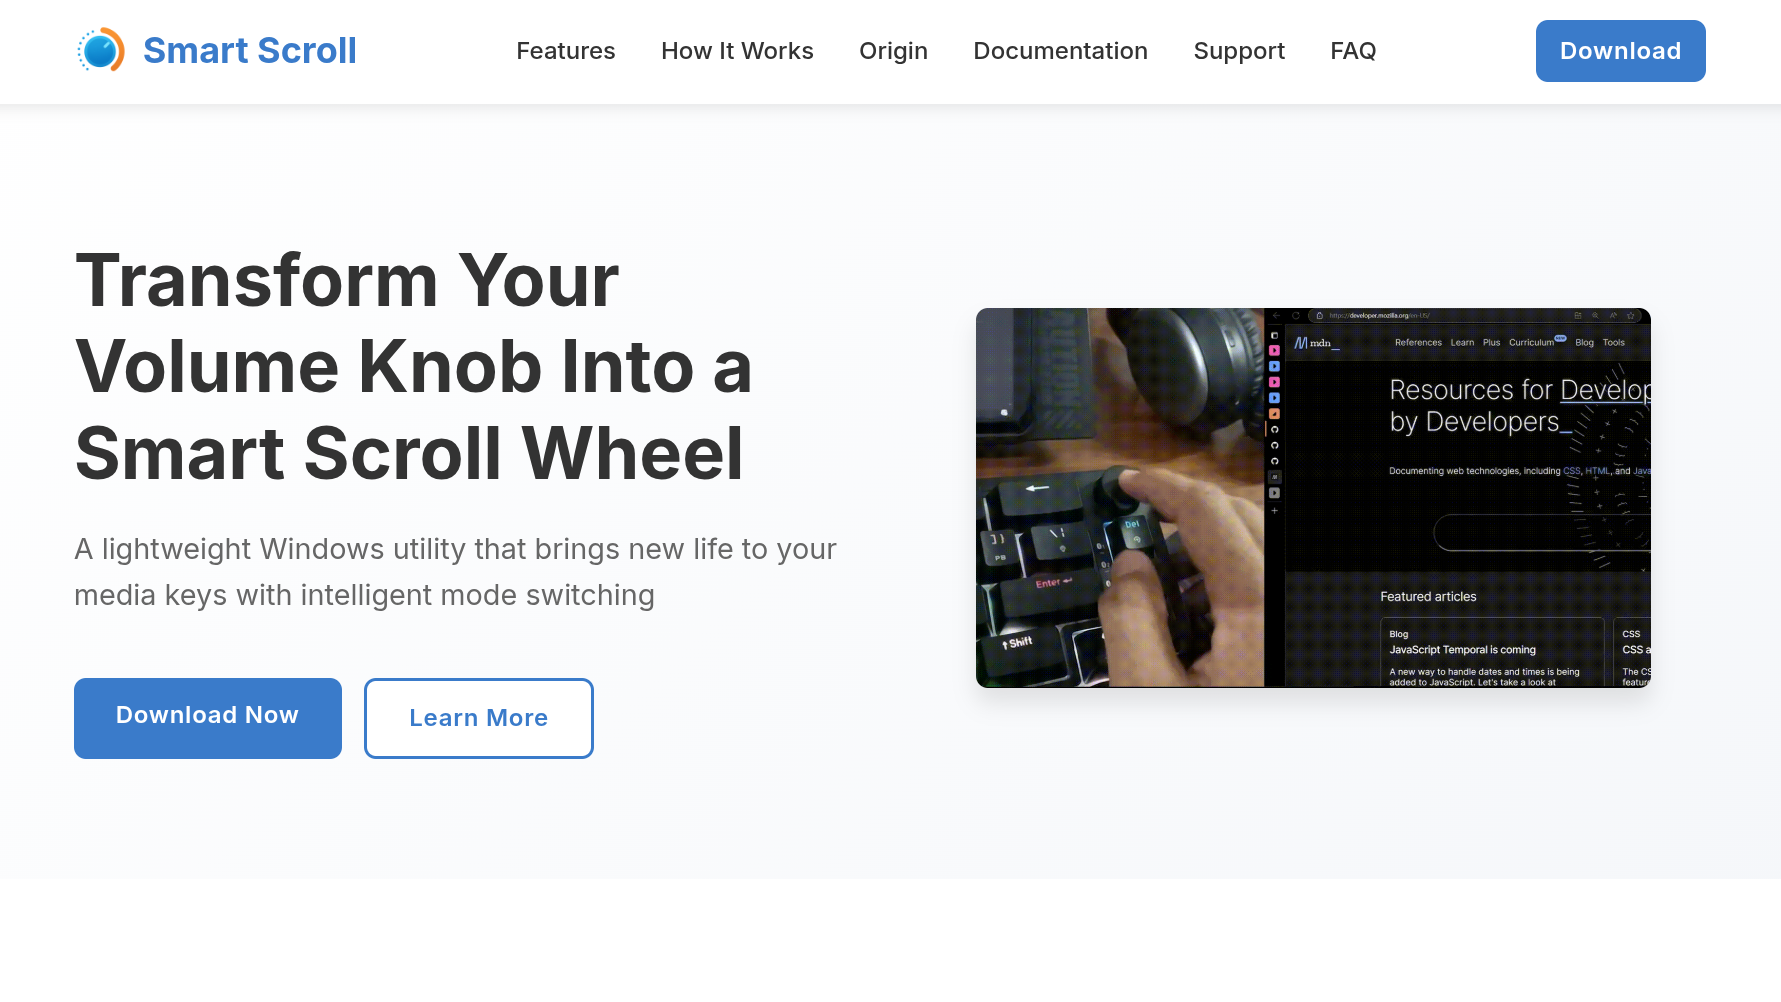 Smart Scroll
Features
How It Works
Origin
Documentation
Support
FAQ
Download
Transform Your
Volume Knob Into a
Smart Scroll Wheel
A lightweight Windows utility that brings new life to your
media keys with intelligent mode switching
Download Now
Learn More
Del
Enter
Shift
PB
https://developer.mozilla.org/en-US/
mdn_
References Learn Plus Curriculum Blog Tools
Resources for Develop
by Developers_
Documenting web technologies, including CSS, HTML, and Java
Featured articles
Blog
JavaScript Temporal is coming
A new way to handle dates and times is being
added to JavaScript. Let's take a look at
CSS
CSS a
The CS
feature